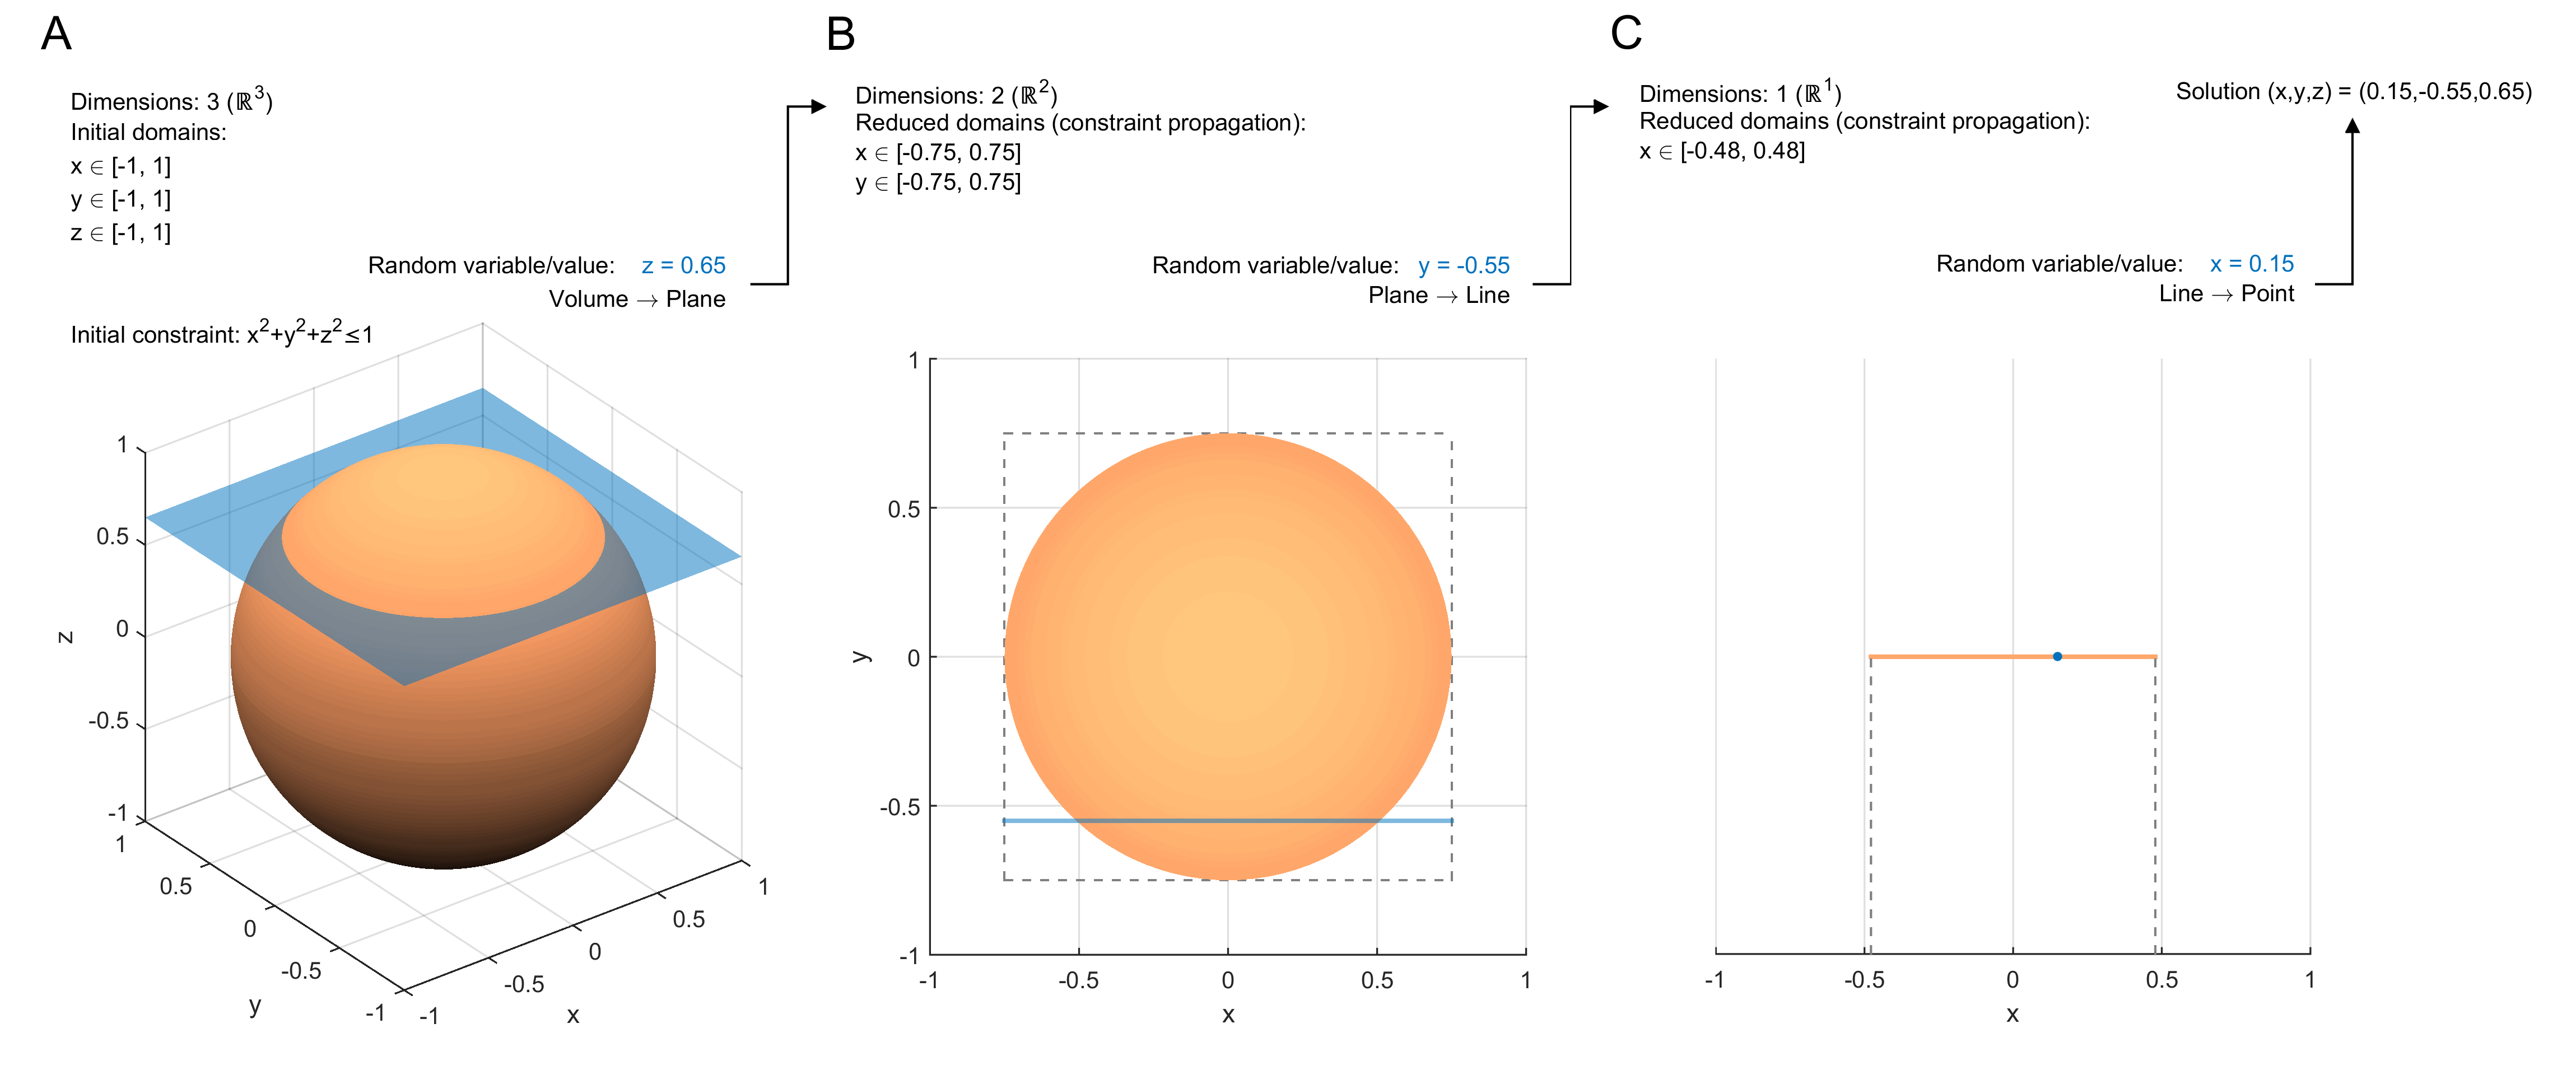 A
Dimensions: 3 (ℝ³)
Initial domains:
x ∈ [-1, 1]
y ∈ [-1, 1]
z ∈ [-1, 1]
Random variable/value: z = 0.65
Volume → Plane
Initial constraint: x²+y²+z²≤1
1
0.5
0
-0.5
-1
z
1
0.5
0
-0.5
-1
y
-1
-0.5
0
0.5
1
x
B
Dimensions: 2 (ℝ²)
Reduced domains (constraint propagation):
x ∈ [-0.75, 0.75]
y ∈ [-0.75, 0.75]
Random variable/value: y = -0.55
Plane → Line
1
0.5
0
-0.5
-1
y
-1 -0.5 0 0.5 1
x
C
Dimensions: 1 (ℝ¹)
Reduced domains (constraint propagation):
x ∈ [-0.48, 0.48]
Solution (x,y,z) = (0.15,-0.55,0.65)
Random variable/value: x = 0.15
Line → Point
-1 -0.5 0 0.5 1
x